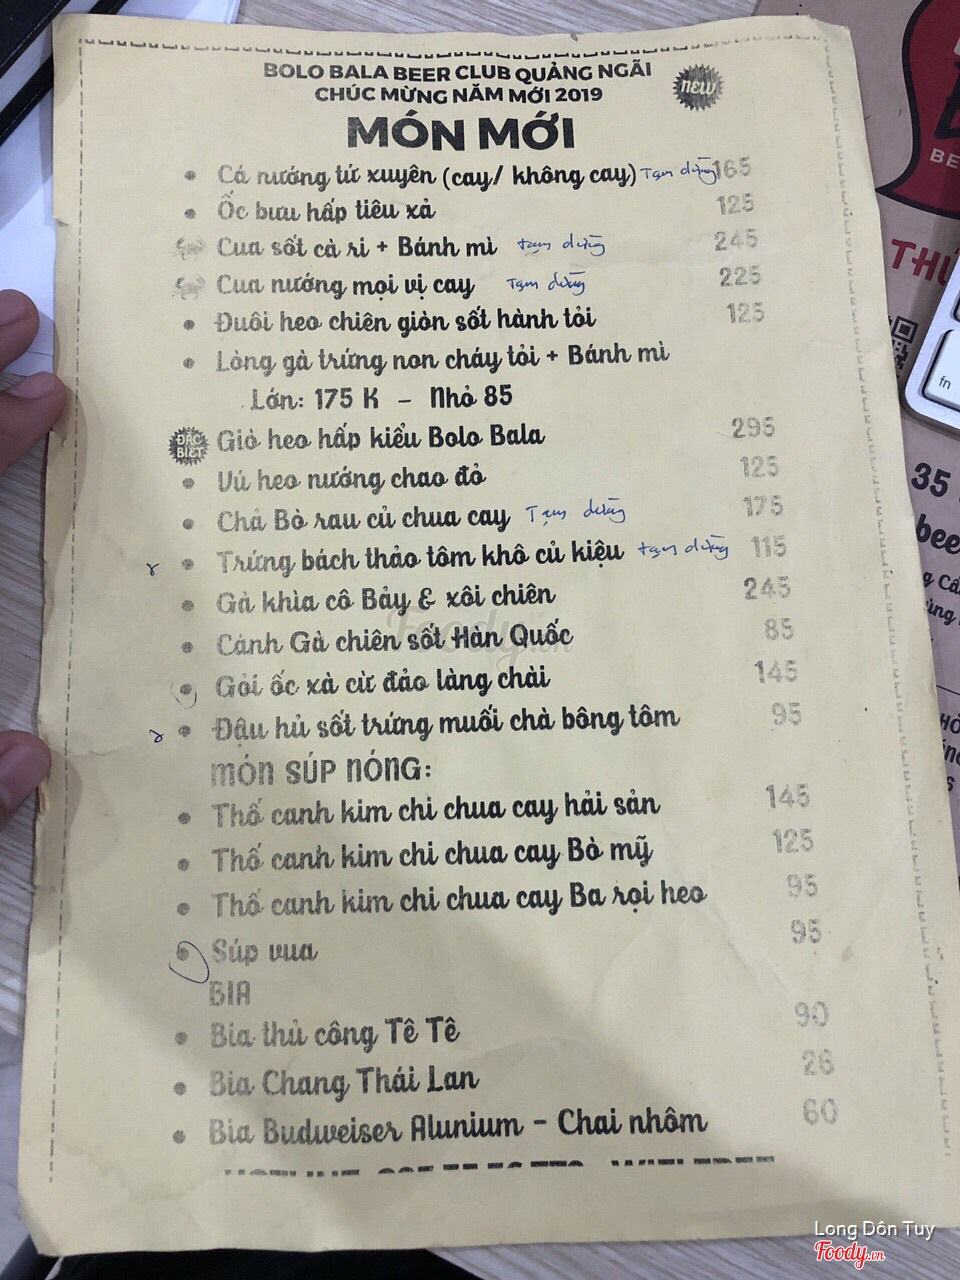 BOLO BALA BEER CLUB QUẢNG NGÃI
CHÚC MỪNG NĂM MỚI 2019
NEW
MÓN MỚI
Cá nướng tứ xuyên (cay/ không cay) Tạm dừng 165
Ốc bưu hấp tiêu xả 125
Cua sốt cà ri + Bánh mì tạm dừng 245
Cua nướng mọi vị cay Tạm dừng 225
Đuôi heo chiên giòn sốt hành tỏi 125
Lòng gà trứng non cháy tỏi + Bánh mì
Lớn: 175 K - Nhỏ 85
ĐẶC BIỆT Giò heo hấp kiểu Bolo Bala 295
Vú heo nướng chao đỏ 125
Chả Bò rau củ chua cay Tạm dừng 175
Trứng bách thảo tôm khô củ kiệu tạm dừng 115
Gà khìa cô Bảy & xôi chiên 245
Cánh Gà chiên sốt Hàn Quốc 85
Gỏi ốc xà cừ đảo làng chài 145
Đậu hủ sốt trứng muối chà bông tôm 95
MÓN SÚP NÓNG:
Thố canh kim chi chua cay hải sản 145
Thố canh kim chi chua cay Bò mỹ 125
Thố canh kim chi chua cay Ba rọi heo 95
Súp vua 95
BIA
Bia thủ công Tê Tê 90
Bia Chang Thái Lan 26
Bia Budweiser Alunium - Chai nhôm 60
fn
35
bee
Foody.vn
Long Dôn Tuy
Foody.vn